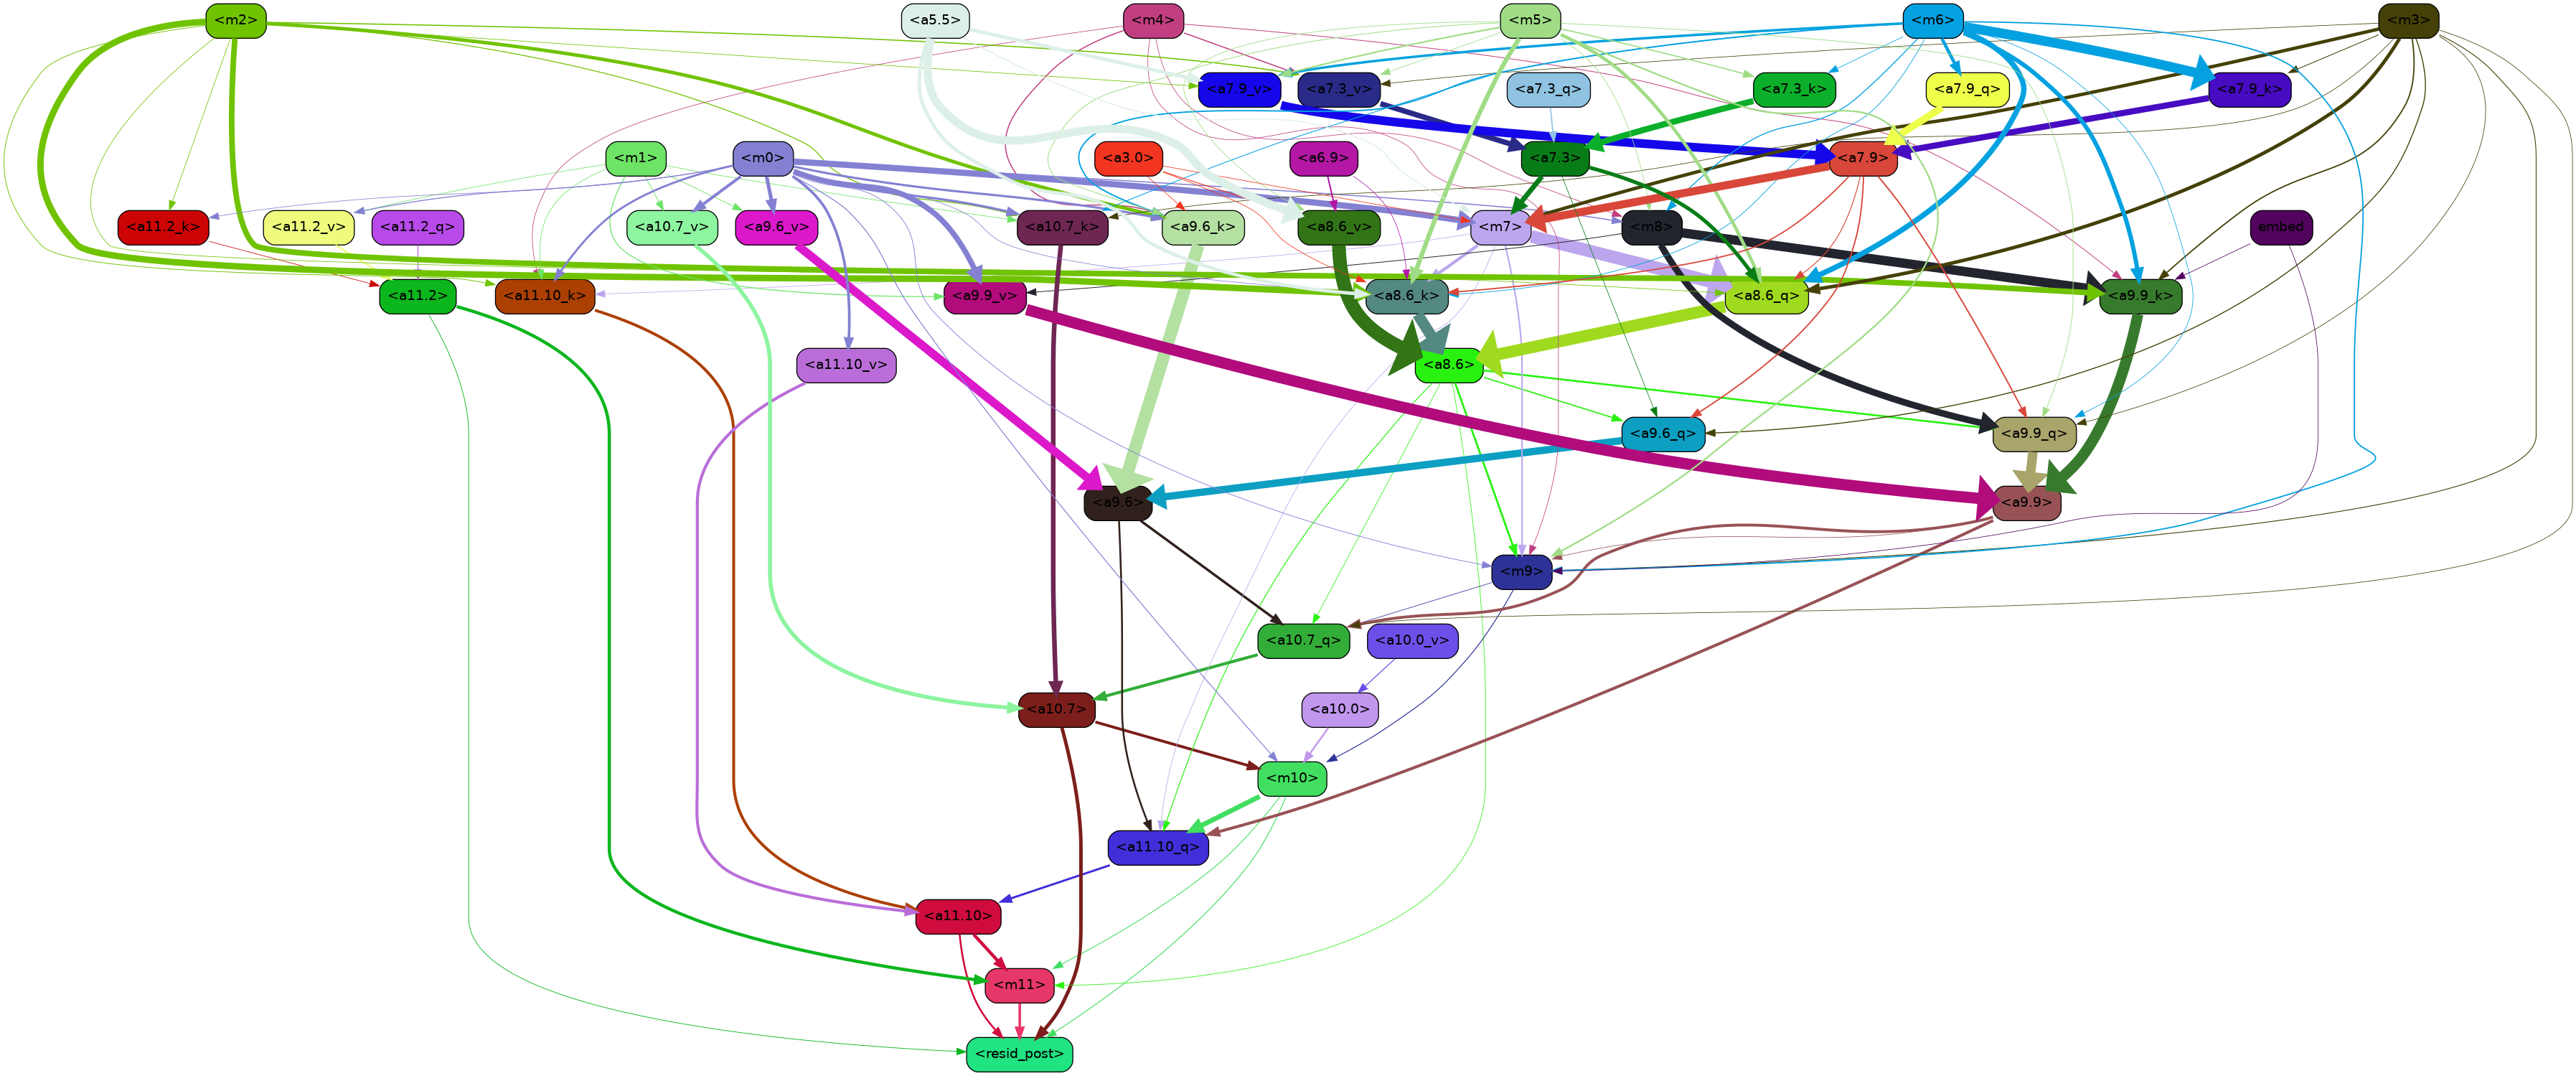 <m2>
<a5.5>
<m4>
<m5>
<m6>
<m3>
<a7.9_v>
<a7.3_v>
<a7.3_q>
<a7.3_k>
<a7.9_q>
<a7.9_k>
<m1>
<m0>
<a3.0>
<a6.9>
<a7.3>
<a7.9>
<a11.2_k>
<a11.2_v>
<a11.2_q>
<a10.7_v>
<a9.6_v>
<a10.7_k>
<a9.6_k>
<a8.6_v>
<m7>
<m8>
embed
<a11.2>
<a11.10_k>
<a9.9_v>
<a8.6_k>
<a8.6_q>
<a9.9_k>
<a11.10_v>
<a8.6>
<a9.6_q>
<a9.9_q>
<a9.6>
<a9.9>
<m9>
<a10.7_q>
<a10.0_v>
<a10.7>
<a10.0>
<m10>
<a11.10_q>
<a11.10>
<m11>
<resid_post>